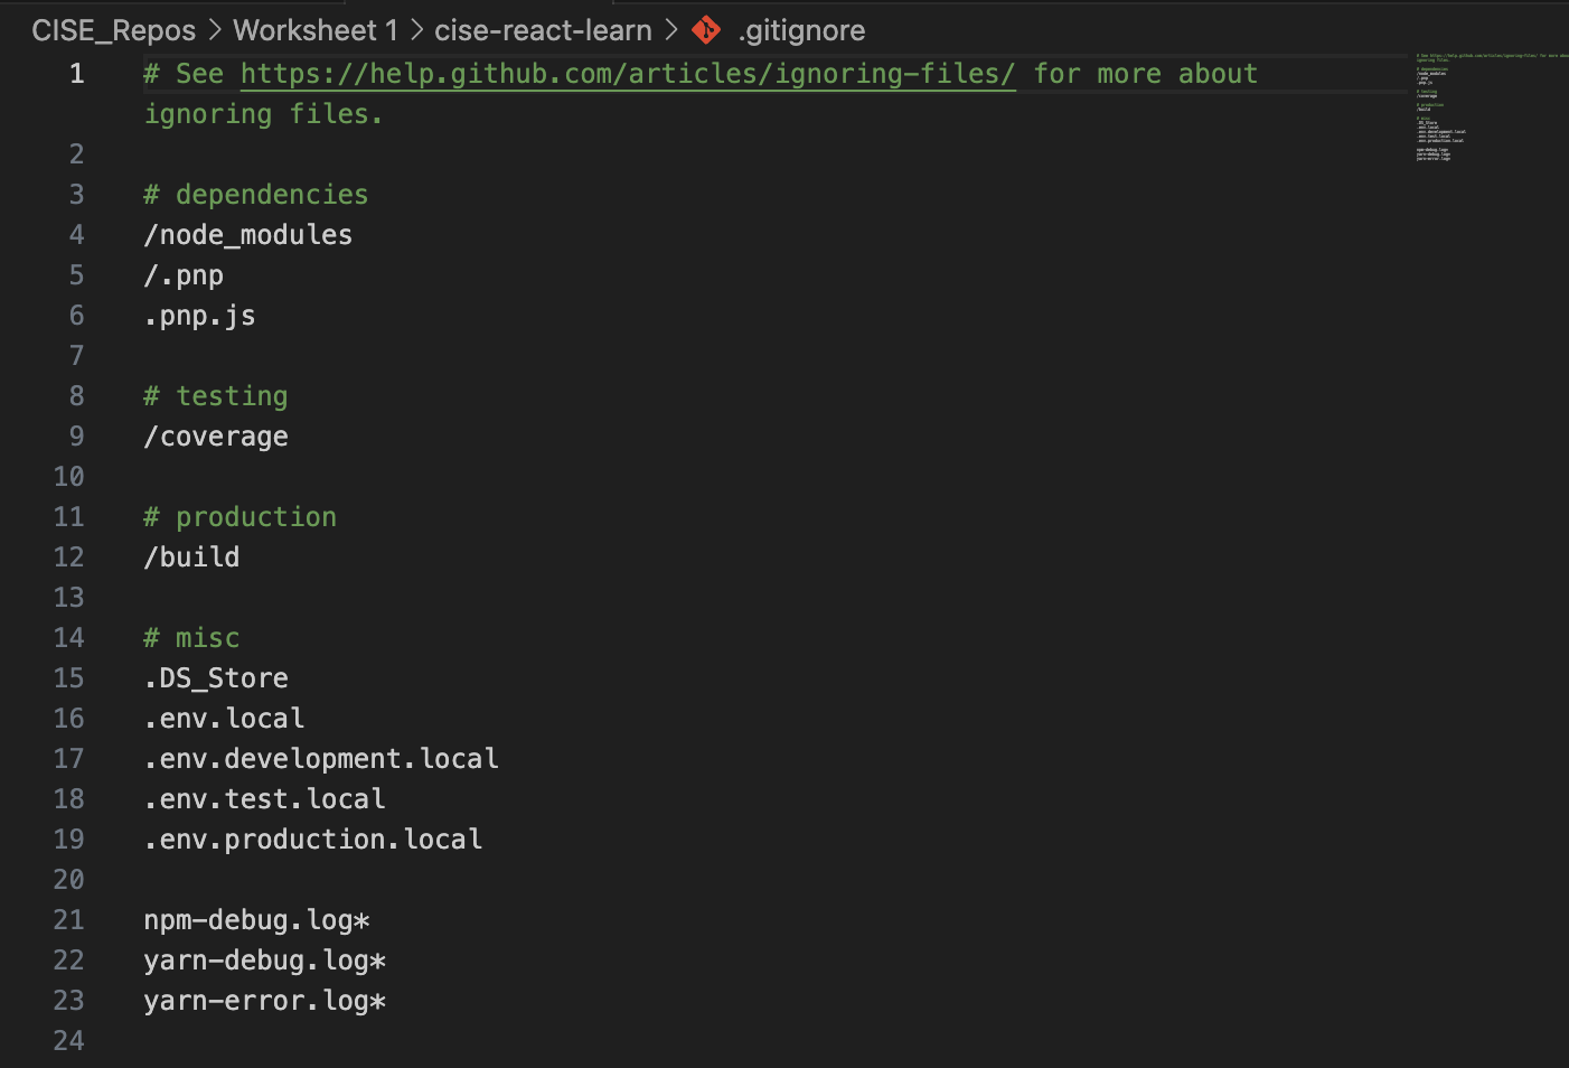 CISE_Repos > Worksheet 1 > cise-react-learn > .gitignore
1 # See https://help.github.com/articles/ignoring-files/ for more about
ignoring files.
2
3 # dependencies
4 /node_modules
5 /.pnp
6 .pnp.js
7
8 # testing
9 /coverage
10
11 # production
12 /build
13
14 # misc
15 .DS_Store
16 .env.local
17 .env.development.local
18 .env.test.local
19 .env.production.local
20
21 npm-debug.log*
22 yarn-debug.log*
23 yarn-error.log*
24